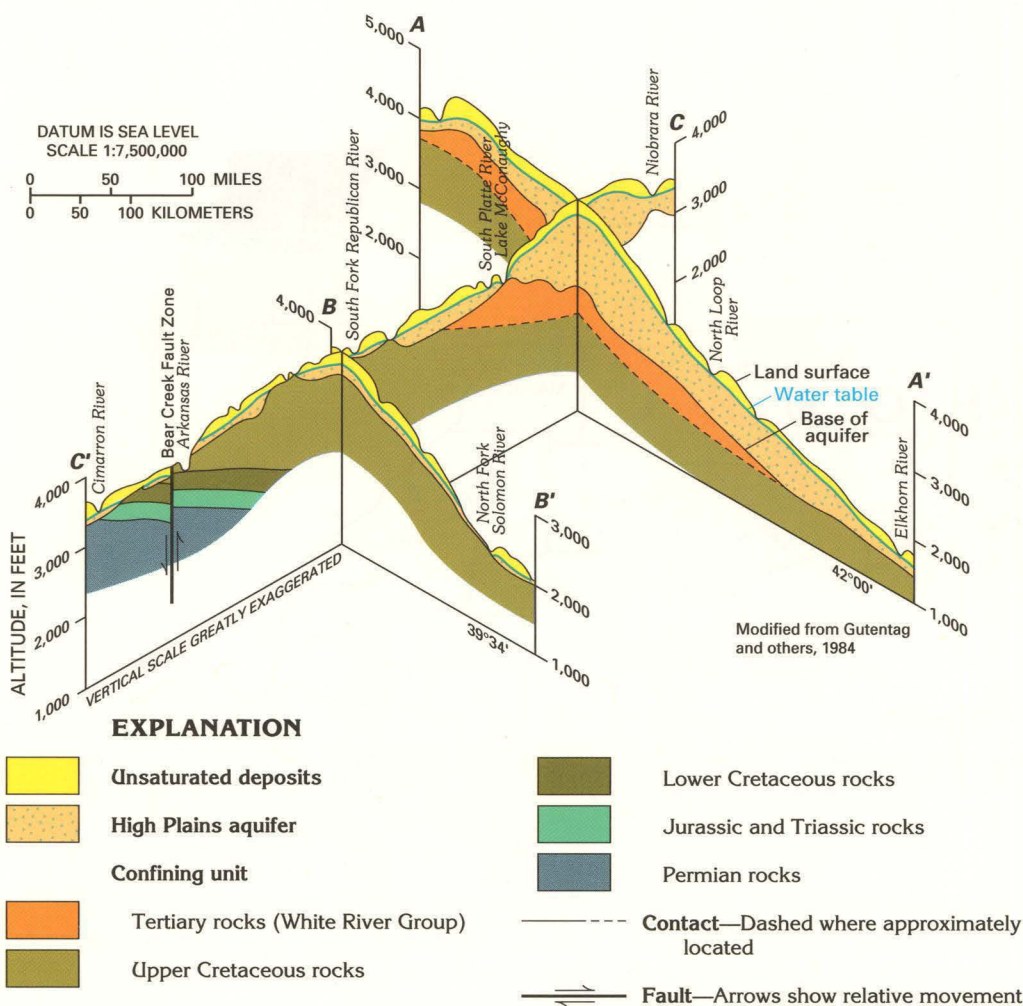 A
5,000
4,000
3,000
2,000
DATUM IS SEA LEVEL
SCALE 1:7,500,000
0 50 100 MILES
0 50 100 KILOMETERS
South Fork Republican River
South Platte River
Lake McConaughy
Niobrara River
C
4,000
3,000
2,000
North Loop
River
B
4,000
Bear Creek Fault Zone
Arkansas River
Cimarron River
C'
4,000
3,000
2,000
1,000
ALTITUDE, IN FEET
VERTICAL SCALE GREATLY EXAGGERATED
Land surface
Water table
Base of
aquifer
A'
4,000
3,000
2,000
1,000
Elkhorn River
42°00'
North Fork
Solomon River
B'
3,000
2,000
1,000
39°34'
Modified from Gutentag
and others, 1984
EXPLANATION
Unsaturated deposits
High Plains aquifer
Confining unit
Tertiary rocks (White River Group)
Upper Cretaceous rocks
Lower Cretaceous rocks
Jurassic and Triassic rocks
Permian rocks
Contact—Dashed where approximately
located
Fault—Arrows show relative movement